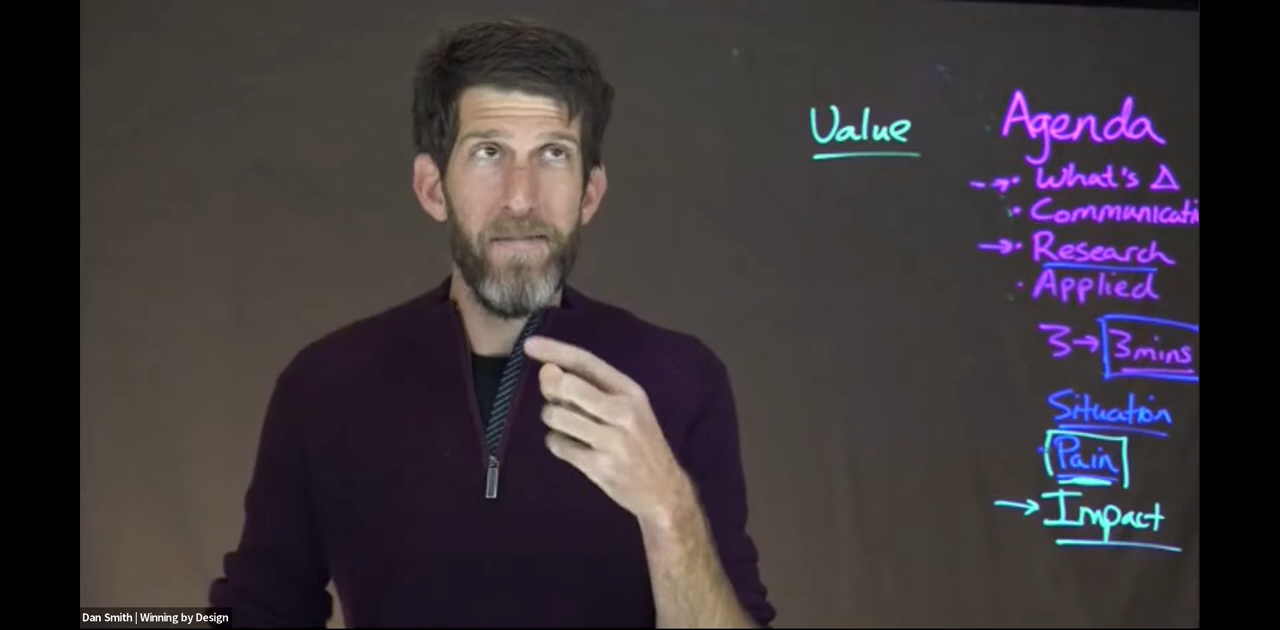 Value
Agenda
What's Δ
Communicati
Research
Applied
3→3mins
Situation
Pain
Impact
Dan Smith | Winning by Design